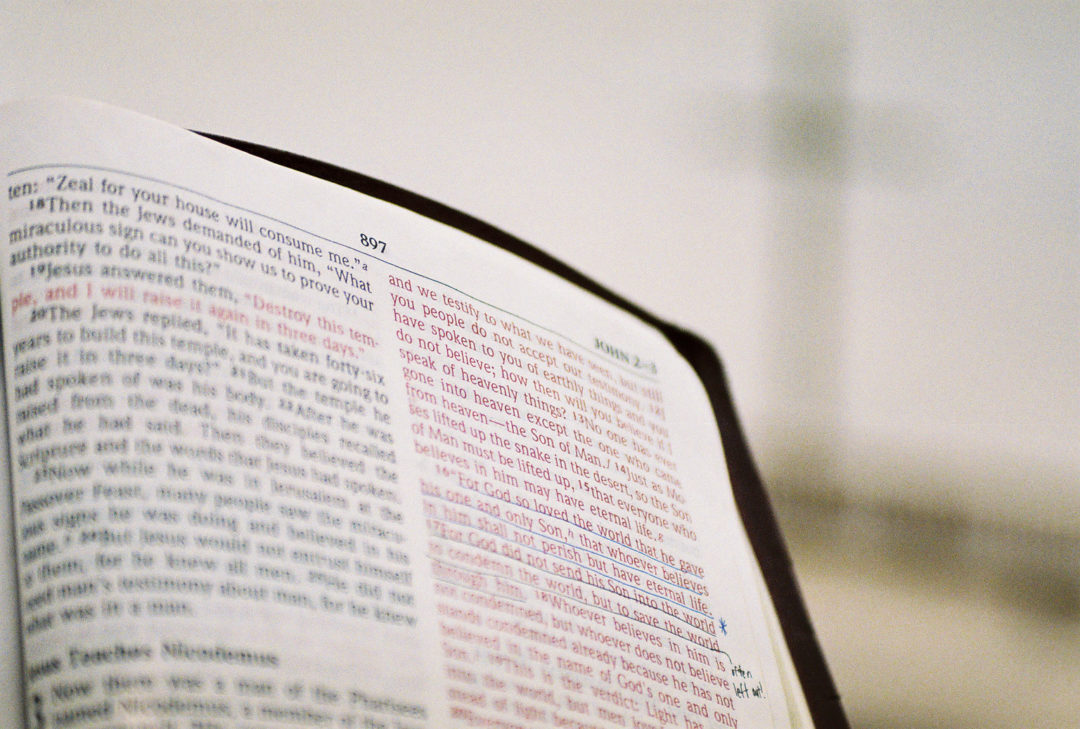 897
JOHN 2–3
ten: “Zeal for your house will consume me.”a
18Then the Jews demanded of him, “What
miraculous sign can you show us to prove your
authority to do all this?”
19Jesus answered them, “Destroy this tem-
ple, and I will raise it again in three days.”
20The Jews replied, “It has taken forty-six
years to build this temple, and you are going to
raise it in three days?” 21But the temple he
had spoken of was his body. 22After he was
raised from the dead, his disciples recalled
what he had said. Then they believed the
Scripture and the words that Jesus had spoken.
23Now while he was in Jerusalem at the
Passover Feast, many people saw the miracu-
signs he was doing and believed in his
24But Jesus would not entrust himself
them, for he knew all men.
man’s testimony about man, for he knew
what was in a man.
Teaches Nicodemus
Now there was a man of the Pharisees
named Nicodemus, a member of the
and we testify to what we have seen, but still
you people do not accept our testimony. 12I
have spoken to you of earthly things and you
do not believe; how then will you believe if I
speak of heavenly things? 13No one has ever
gone into heaven except the one who came
from heaven—the Son of Man.f 14Just as Mo-
ses lifted up the snake in the desert, so the Son
of Man must be lifted up, 15that everyone who
believes in him may have eternal life.g
16“For God so loved the world that he gave
his one and only Son,h that whoever believes
in him shall not perish but have eternal life.
17For God did not send his Son into the world
to condemn the world, but to save the world
through him. 18Whoever believes in him is
not condemned, but whoever does not believe
stands condemned already because he has not
believed in the name of God’s one and only
Son.i 19This is the verdict: Light has
into the world, but men loved
stead of light because
often
left out!